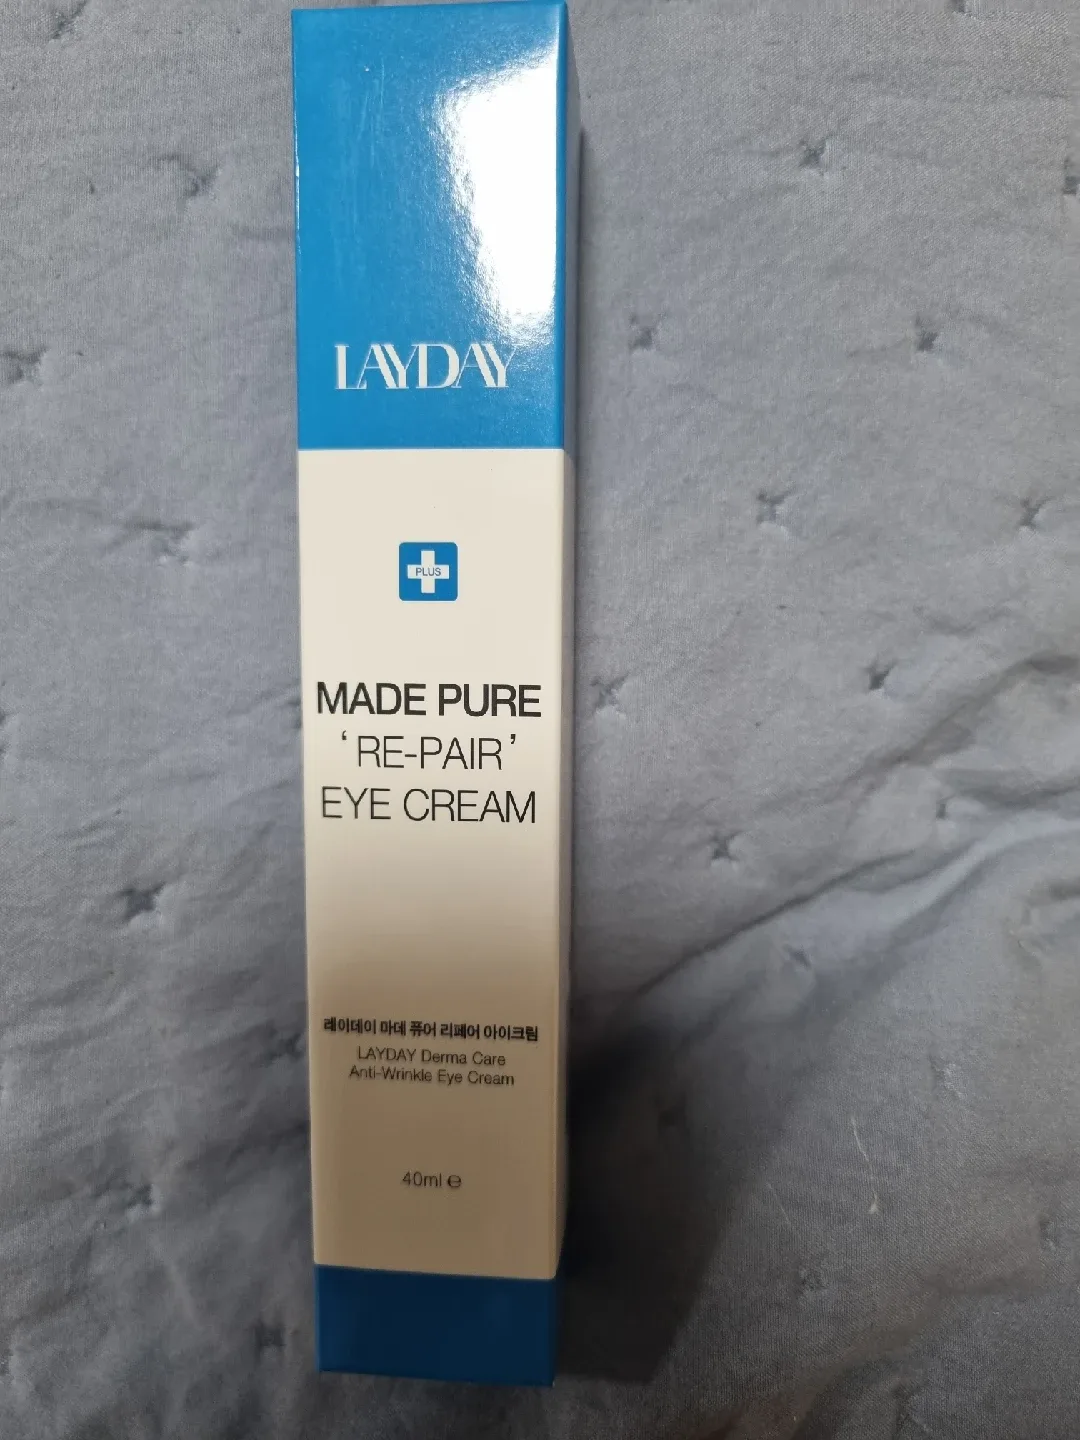 LAYDAY
PLUS
MADE PURE
‘RE-PAIR’
EYE CREAM
레이데이 마데 퓨어 리페어 아이크림
LAYDAY Derma Care
Anti-Wrinkle Eye Cream
40ml ℮